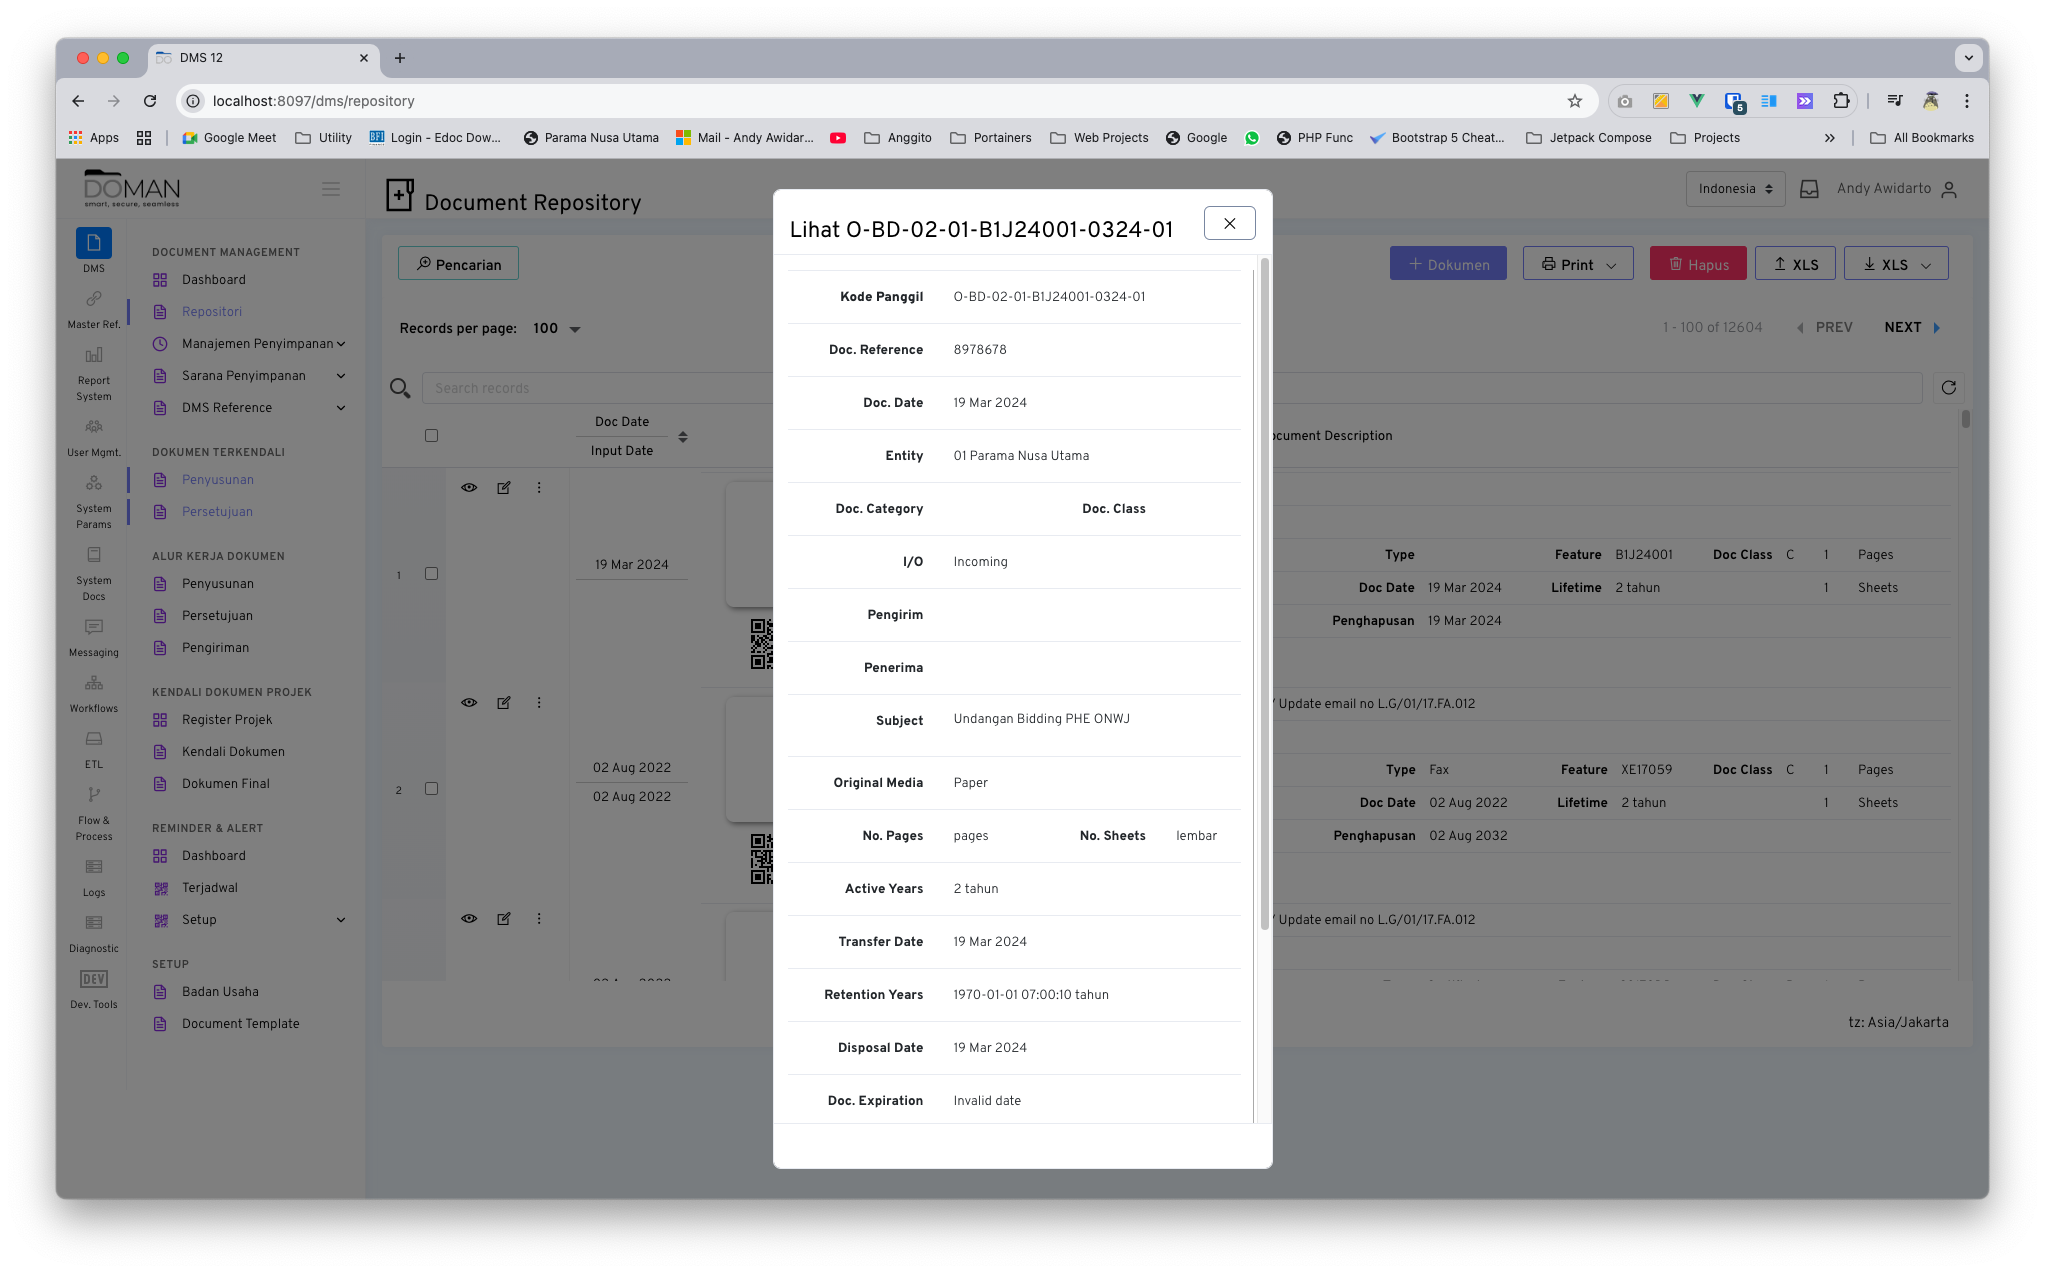 DMS 12
localhost:8097/dms/repository
5
Apps
Google Meet
Utility
Login - Edoc Dow...
Parama Nusa Utama
Mail - Andy Awidar...
Anggito
Portainers
Web Projects
Google
PHP Func
Bootstrap 5 Cheat...
Jetpack Compose
Projects
All Bookmarks
DOMAN
smart, secure, seamless
Document Repository
Indonesia
Andy Awidarto
DMS
Master Ref.
Report
System
User Mgmt.
System
Params
System
Docs
Messaging
Workflows
ETL
Flow &
Process
Logs
Diagnostic
DEV
Dev. Tools
DOCUMENT MANAGEMENT
Dashboard
Repositori
Manajemen Penyimpanan
Sarana Penyimpanan
DMS Reference
DOKUMEN TERKENDALI
Penyusunan
Persetujuan
ALUR KERJA DOKUMEN
Penyusunan
Persetujuan
Pengiriman
KENDALI DOKUMEN PROJEK
Register Projek
Kendali Dokumen
Dokumen Final
REMINDER & ALERT
Dashboard
Terjadwal
Setup
SETUP
Badan Usaha
Document Template
Pencarian
Dokumen
Print
Hapus
XLS
XLS
Records per page: 100
1 - 100 of 12604
PREV
NEXT
Search records
Doc Date
Input Date
ocument Description
1
19 Mar 2024
Type
Feature B1J24001
Doc Class C
1 Pages
Doc Date 19 Mar 2024
Lifetime 2 tahun
1 Sheets
Penghapusan 19 Mar 2024
2
02 Aug 2022
02 Aug 2022
/ Update email no L.G/01/17.FA.012
Type Fax
Feature XE17059
Doc Class C
1 Pages
Doc Date 02 Aug 2022
Lifetime 2 tahun
1 Sheets
Penghapusan 02 Aug 2032
/ Update email no L.G/01/17.FA.012
tz: Asia/Jakarta
Lihat O-BD-02-01-B1J24001-0324-01
Kode Panggil O-BD-02-01-B1J24001-0324-01
Doc. Reference 8978678
Doc. Date 19 Mar 2024
Entity 01 Parama Nusa Utama
Doc. Category Doc. Class
I/O Incoming
Pengirim
Penerima
Subject Undangan Bidding PHE ONWJ
Original Media Paper
No. Pages pages No. Sheets lembar
Active Years 2 tahun
Transfer Date 19 Mar 2024
Retention Years 1970-01-01 07:00:10 tahun
Disposal Date 19 Mar 2024
Doc. Expiration Invalid date